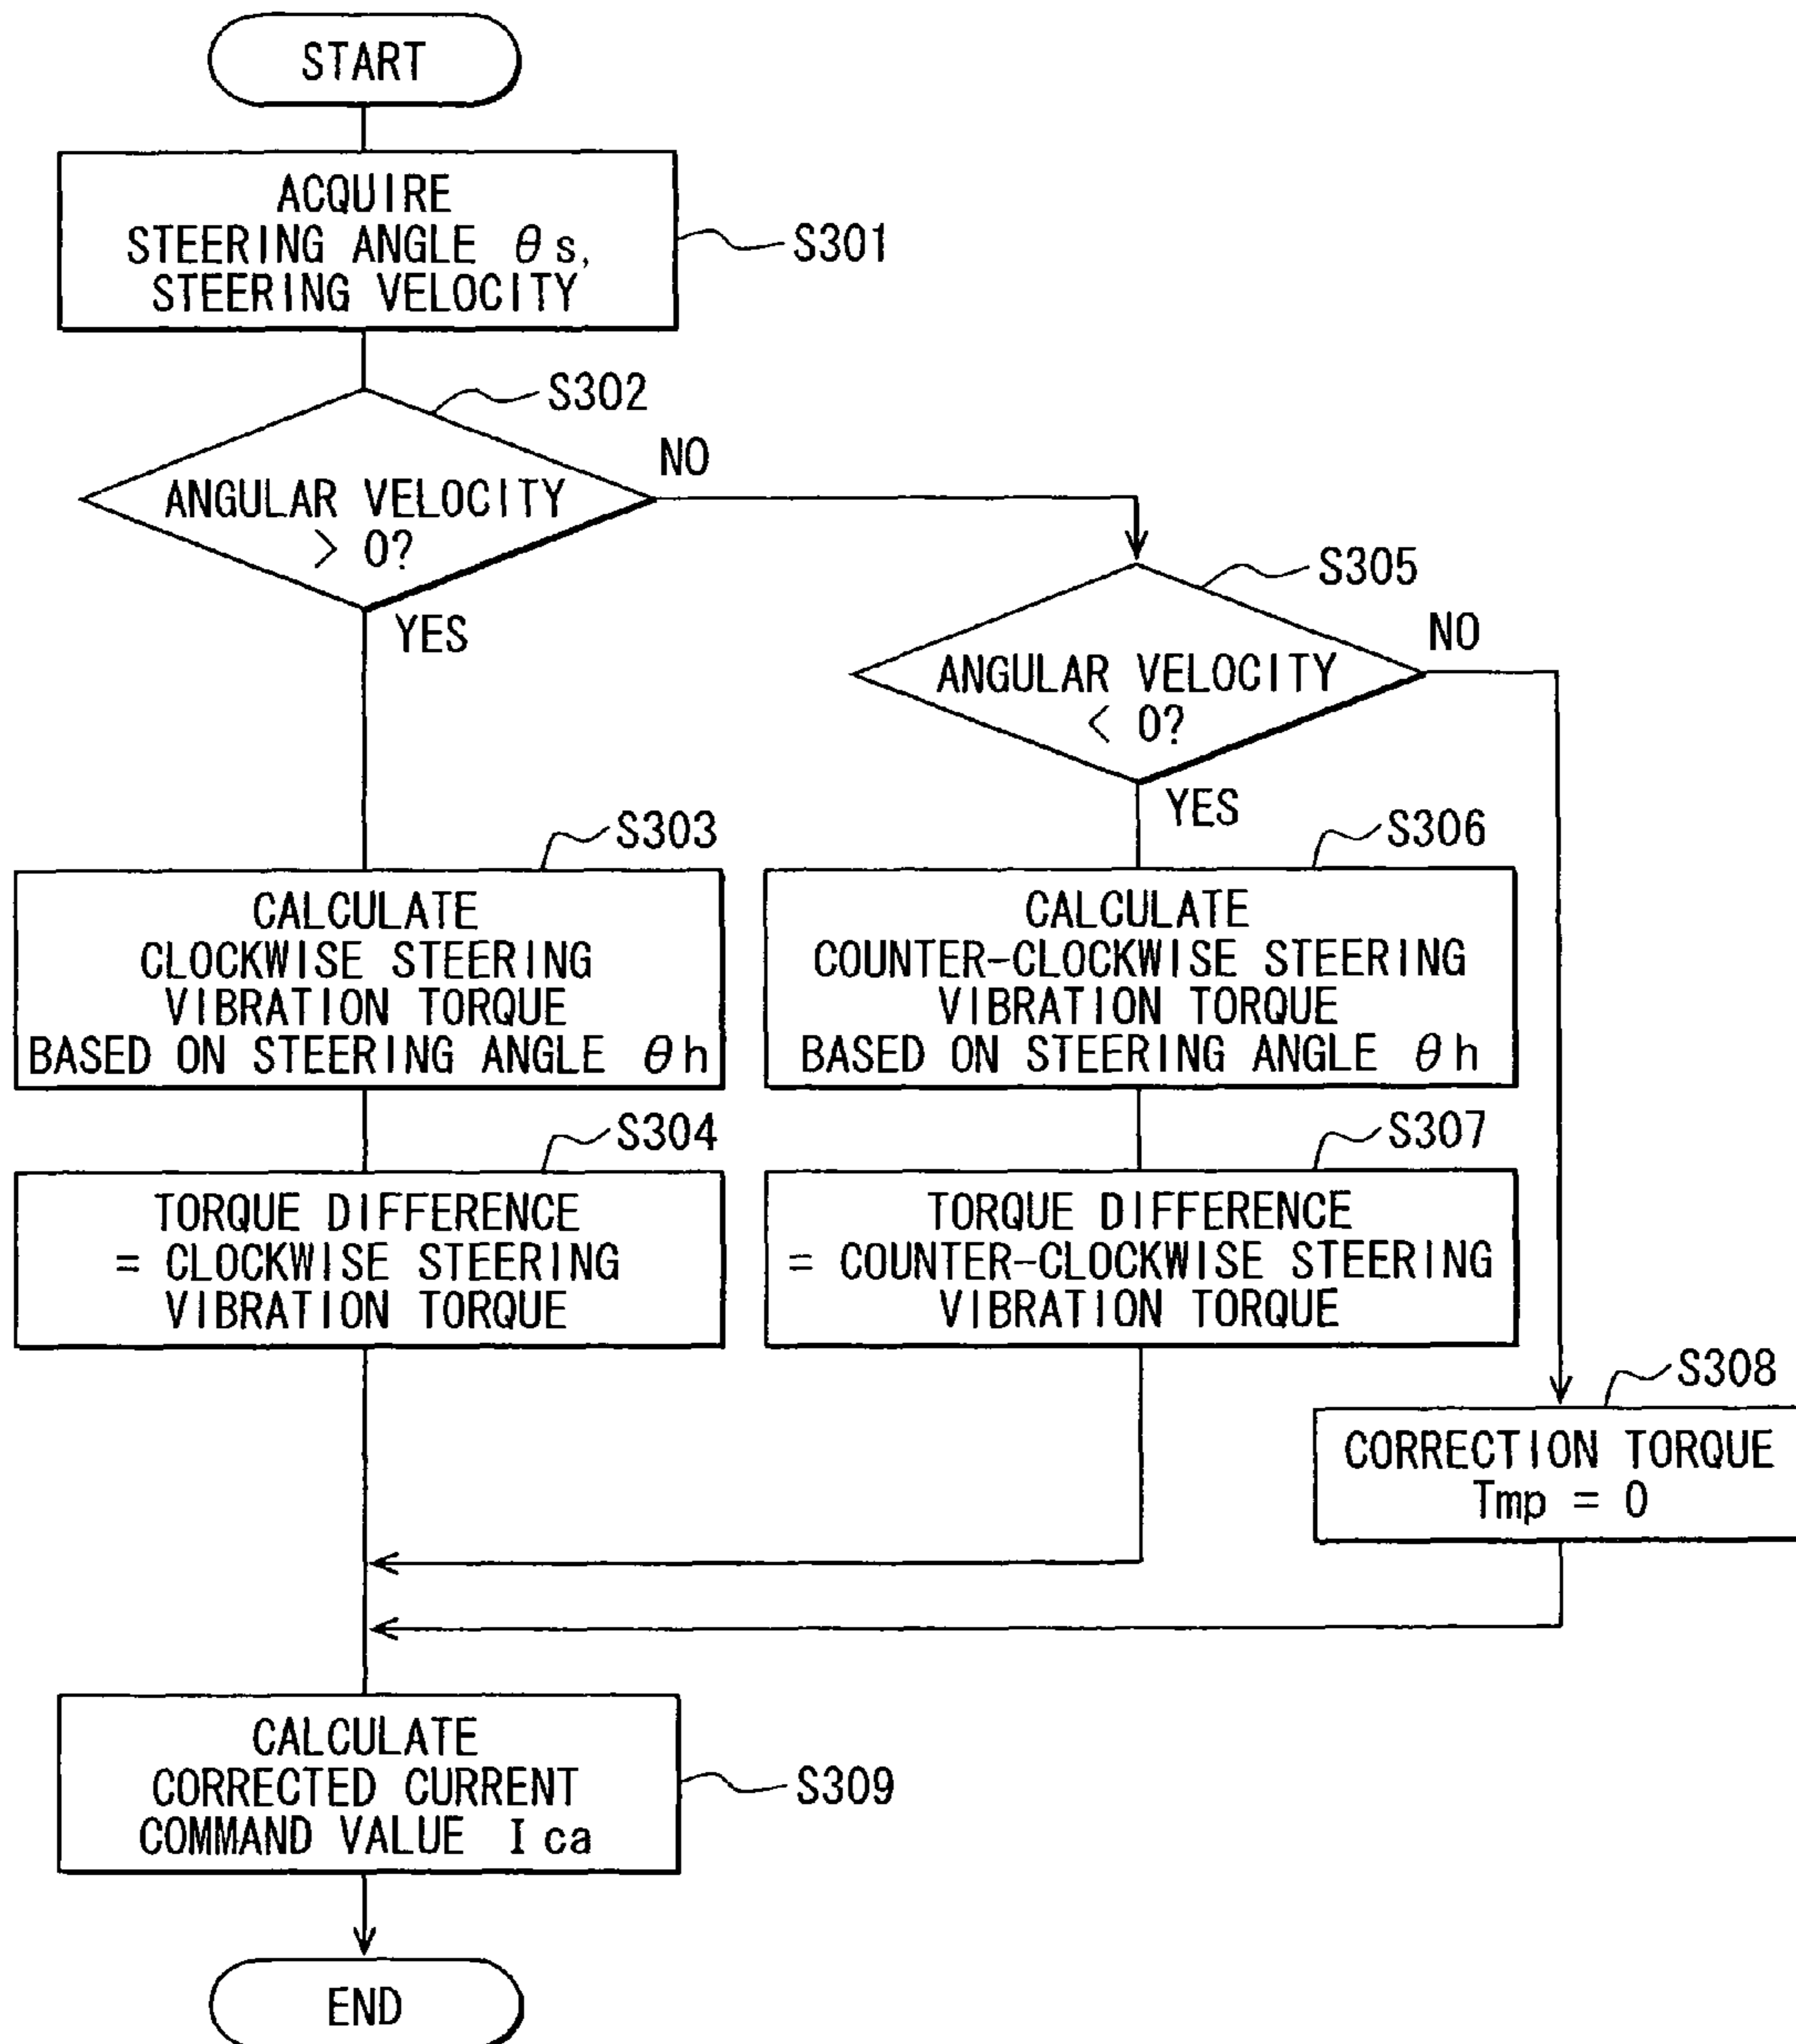 START
ACQUIRE
STEERING ANGLE θs,
STEERING VELOCITY
S301
S302
ANGULAR VELOCITY
> 0?
NO
YES
S305
ANGULAR VELOCITY
< 0?
NO
YES
S303
CALCULATE
CLOCKWISE STEERING
VIBRATION TORQUE
BASED ON STEERING ANGLE θh
S306
CALCULATE
COUNTER-CLOCKWISE STEERING
VIBRATION TORQUE
BASED ON STEERING ANGLE θh
S304
TORQUE DIFFERENCE
= CLOCKWISE STEERING
VIBRATION TORQUE
S307
TORQUE DIFFERENCE
= COUNTER-CLOCKWISE STEERING
VIBRATION TORQUE
S308
CORRECTION TORQUE
Tmp = 0
CALCULATE
CORRECTED CURRENT
COMMAND VALUE Ica
S309
END